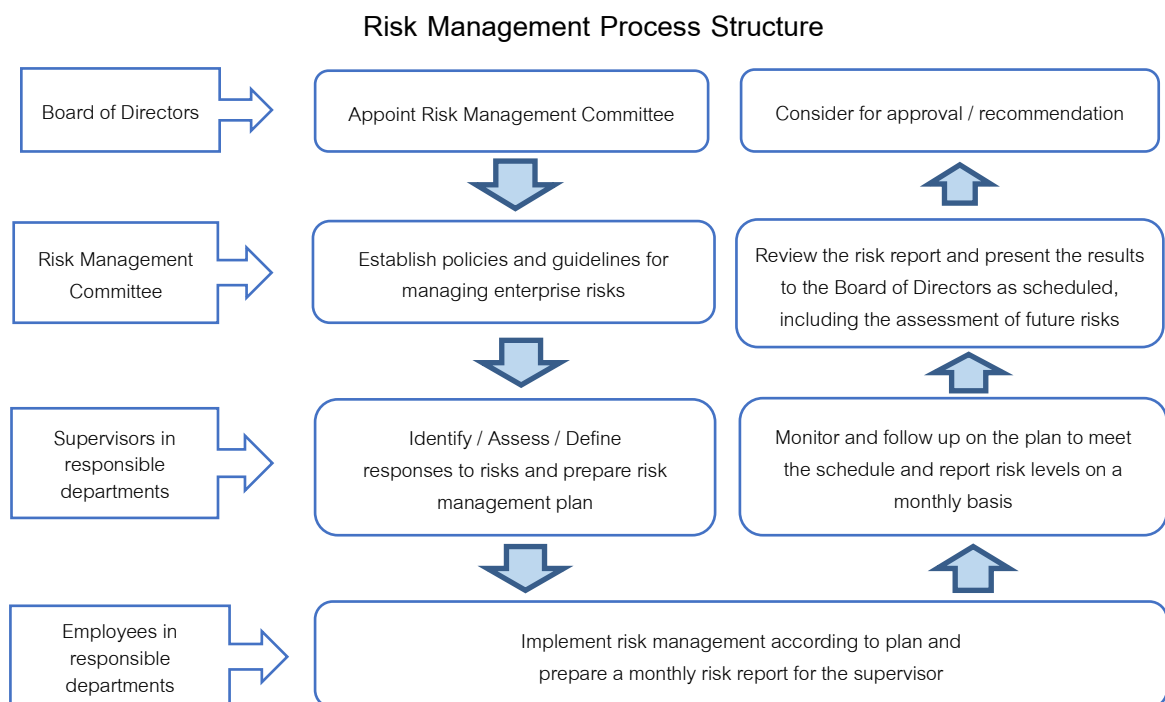 Risk Management Process Structure
Board of Directors
Appoint Risk Management Committee
Consider for approval / recommendation
Risk Management
Committee
Establish policies and guidelines for
managing enterprise risks
Review the risk report and present the results
to the Board of Directors as scheduled,
including the assessment of future risks
Supervisors in
responsible
departments
Identify / Assess / Define
responses to risks and prepare risk
management plan
Monitor and follow up on the plan to meet
the schedule and report risk levels on a
monthly basis
Employees in
responsible
departments
Implement risk management according to plan and
prepare a monthly risk report for the supervisor